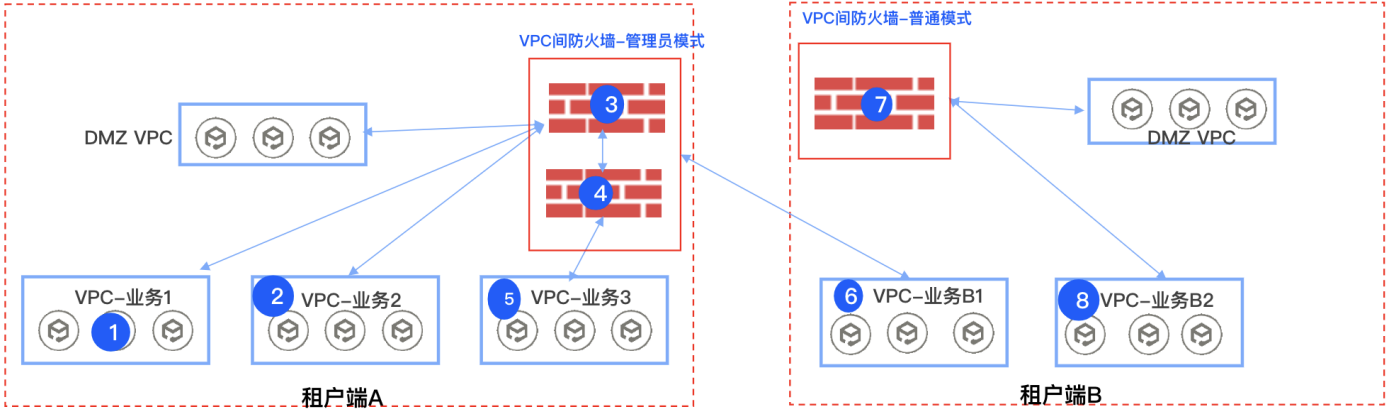 VPC间防火墙-管理员模式
3
4
DMZ VPC
1
VPC-业务1
2
VPC-业务2
5
VPC-业务3
租户端A
VPC间防火墙-普通模式
7
DMZ VPC
6
VPC-业务B1
8
VPC-业务B2
租户端B